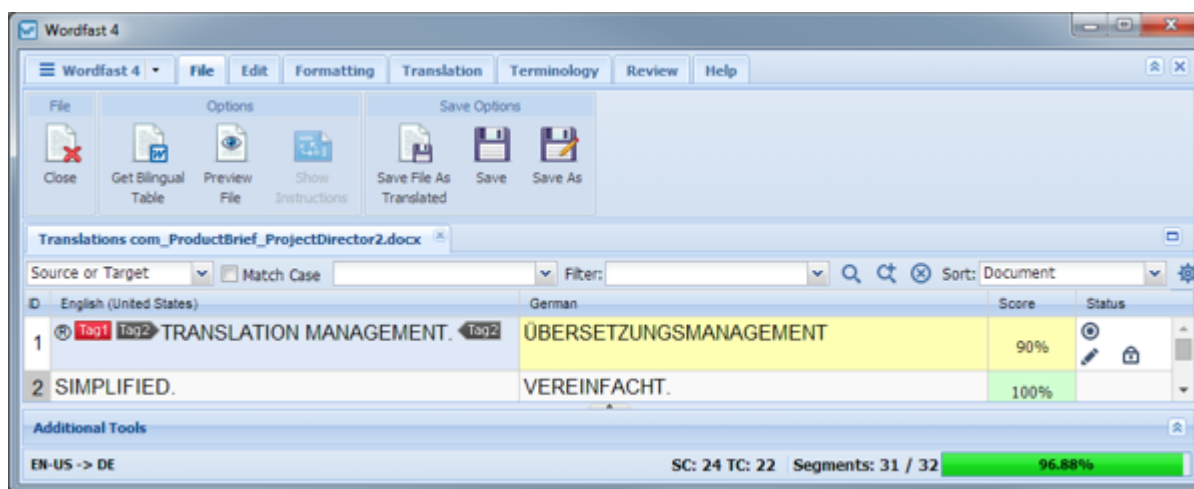 Wordfast 4
Wordfast 4 File Edit Formatting Translation Terminology Review Help
File Options Save Options
Close Get Bilingual Table Preview File Show Instructions Save File As Translated Save Save As
Translations com_ProductBrief_ProjectDirector2.docx
Source or Target Match Case Filter: Sort: Document
ID English (United States) German Score Status
1 ® Tag1 Tag2 TRANSLATION MANAGEMENT. Tag2 ÜBERSETZUNGSMANAGEMENT 90%
2 SIMPLIFIED. VEREINFACHT. 100%
Additional Tools
EN-US -> DE SC: 24 TC: 22 Segments: 31 / 32 96.88%